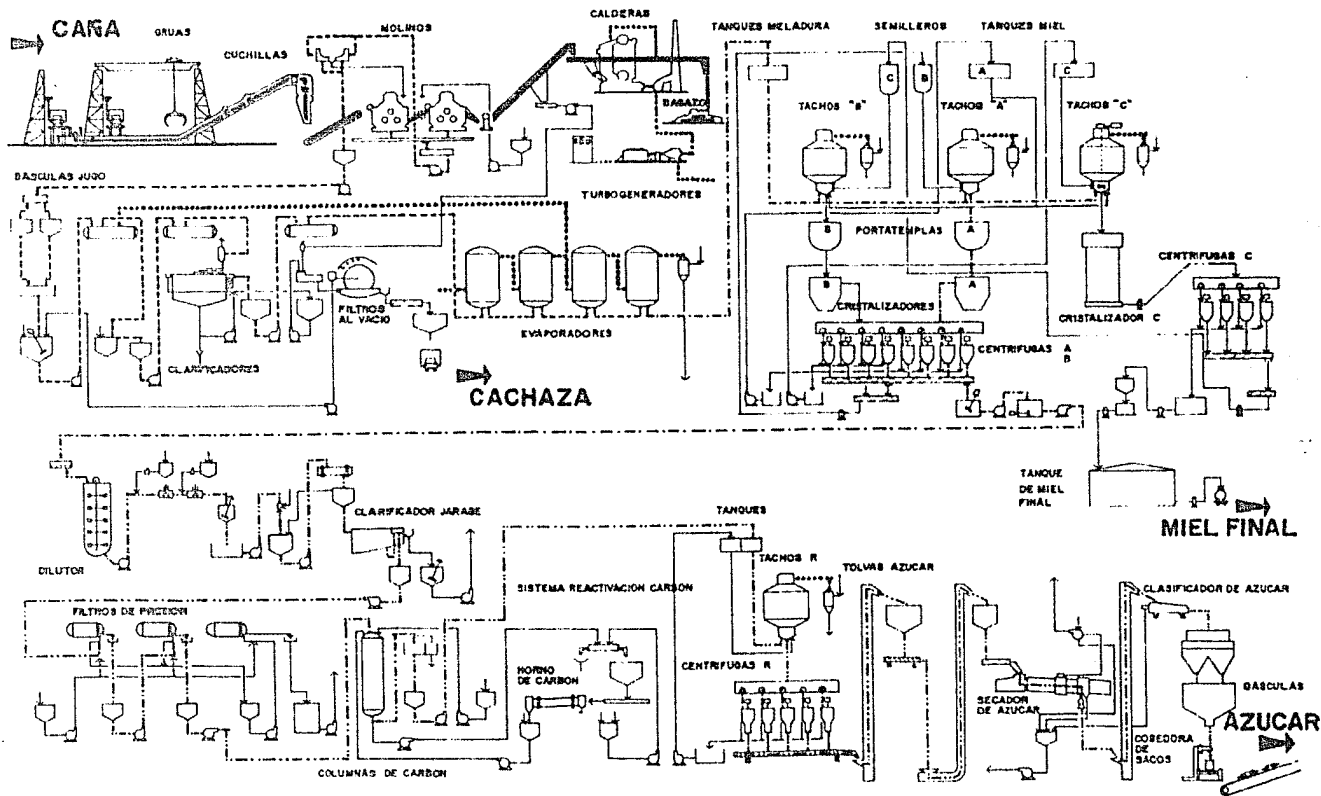 CAÑA
GRUAS
CUCHILLAS
MOLINOS
CALDERAS
BAGAZO
TURBOGENERADORES
TANQUES MELADURA
SEMILLEROS
TANQUES MIEL
C
B
A
C
TACHOS "B"
TACHOS "A"
TACHOS "C"
BASCULAS JUGO
CLARIFICADORES
FILTROS
AL VACIO
EVAPORADORES
CACHAZA
B
PORTATEMPLAS
A
B
CRISTALIZADORES
A
CENTRIFUGAS A
B
CRISTALIZADOR C
CENTRIFUGAS C
TANQUE
DE MIEL
FINAL
MIEL FINAL
DILUTOR
CLARIFICADOR JARABE
FILTROS DE PRECION
COLUMNAS DE CARBON
SISTEMA REACTIVACION CARBON
HORNO
DE CARBON
TANQUES
TACHOS R
CENTRIFUGAS R
TOLVAS AZUCAR
SECADOR
DE AZUCAR
CLASIFICADOR DE AZUCAR
BASCULAS
COSEDORA
DE
SACOS
AZUCAR